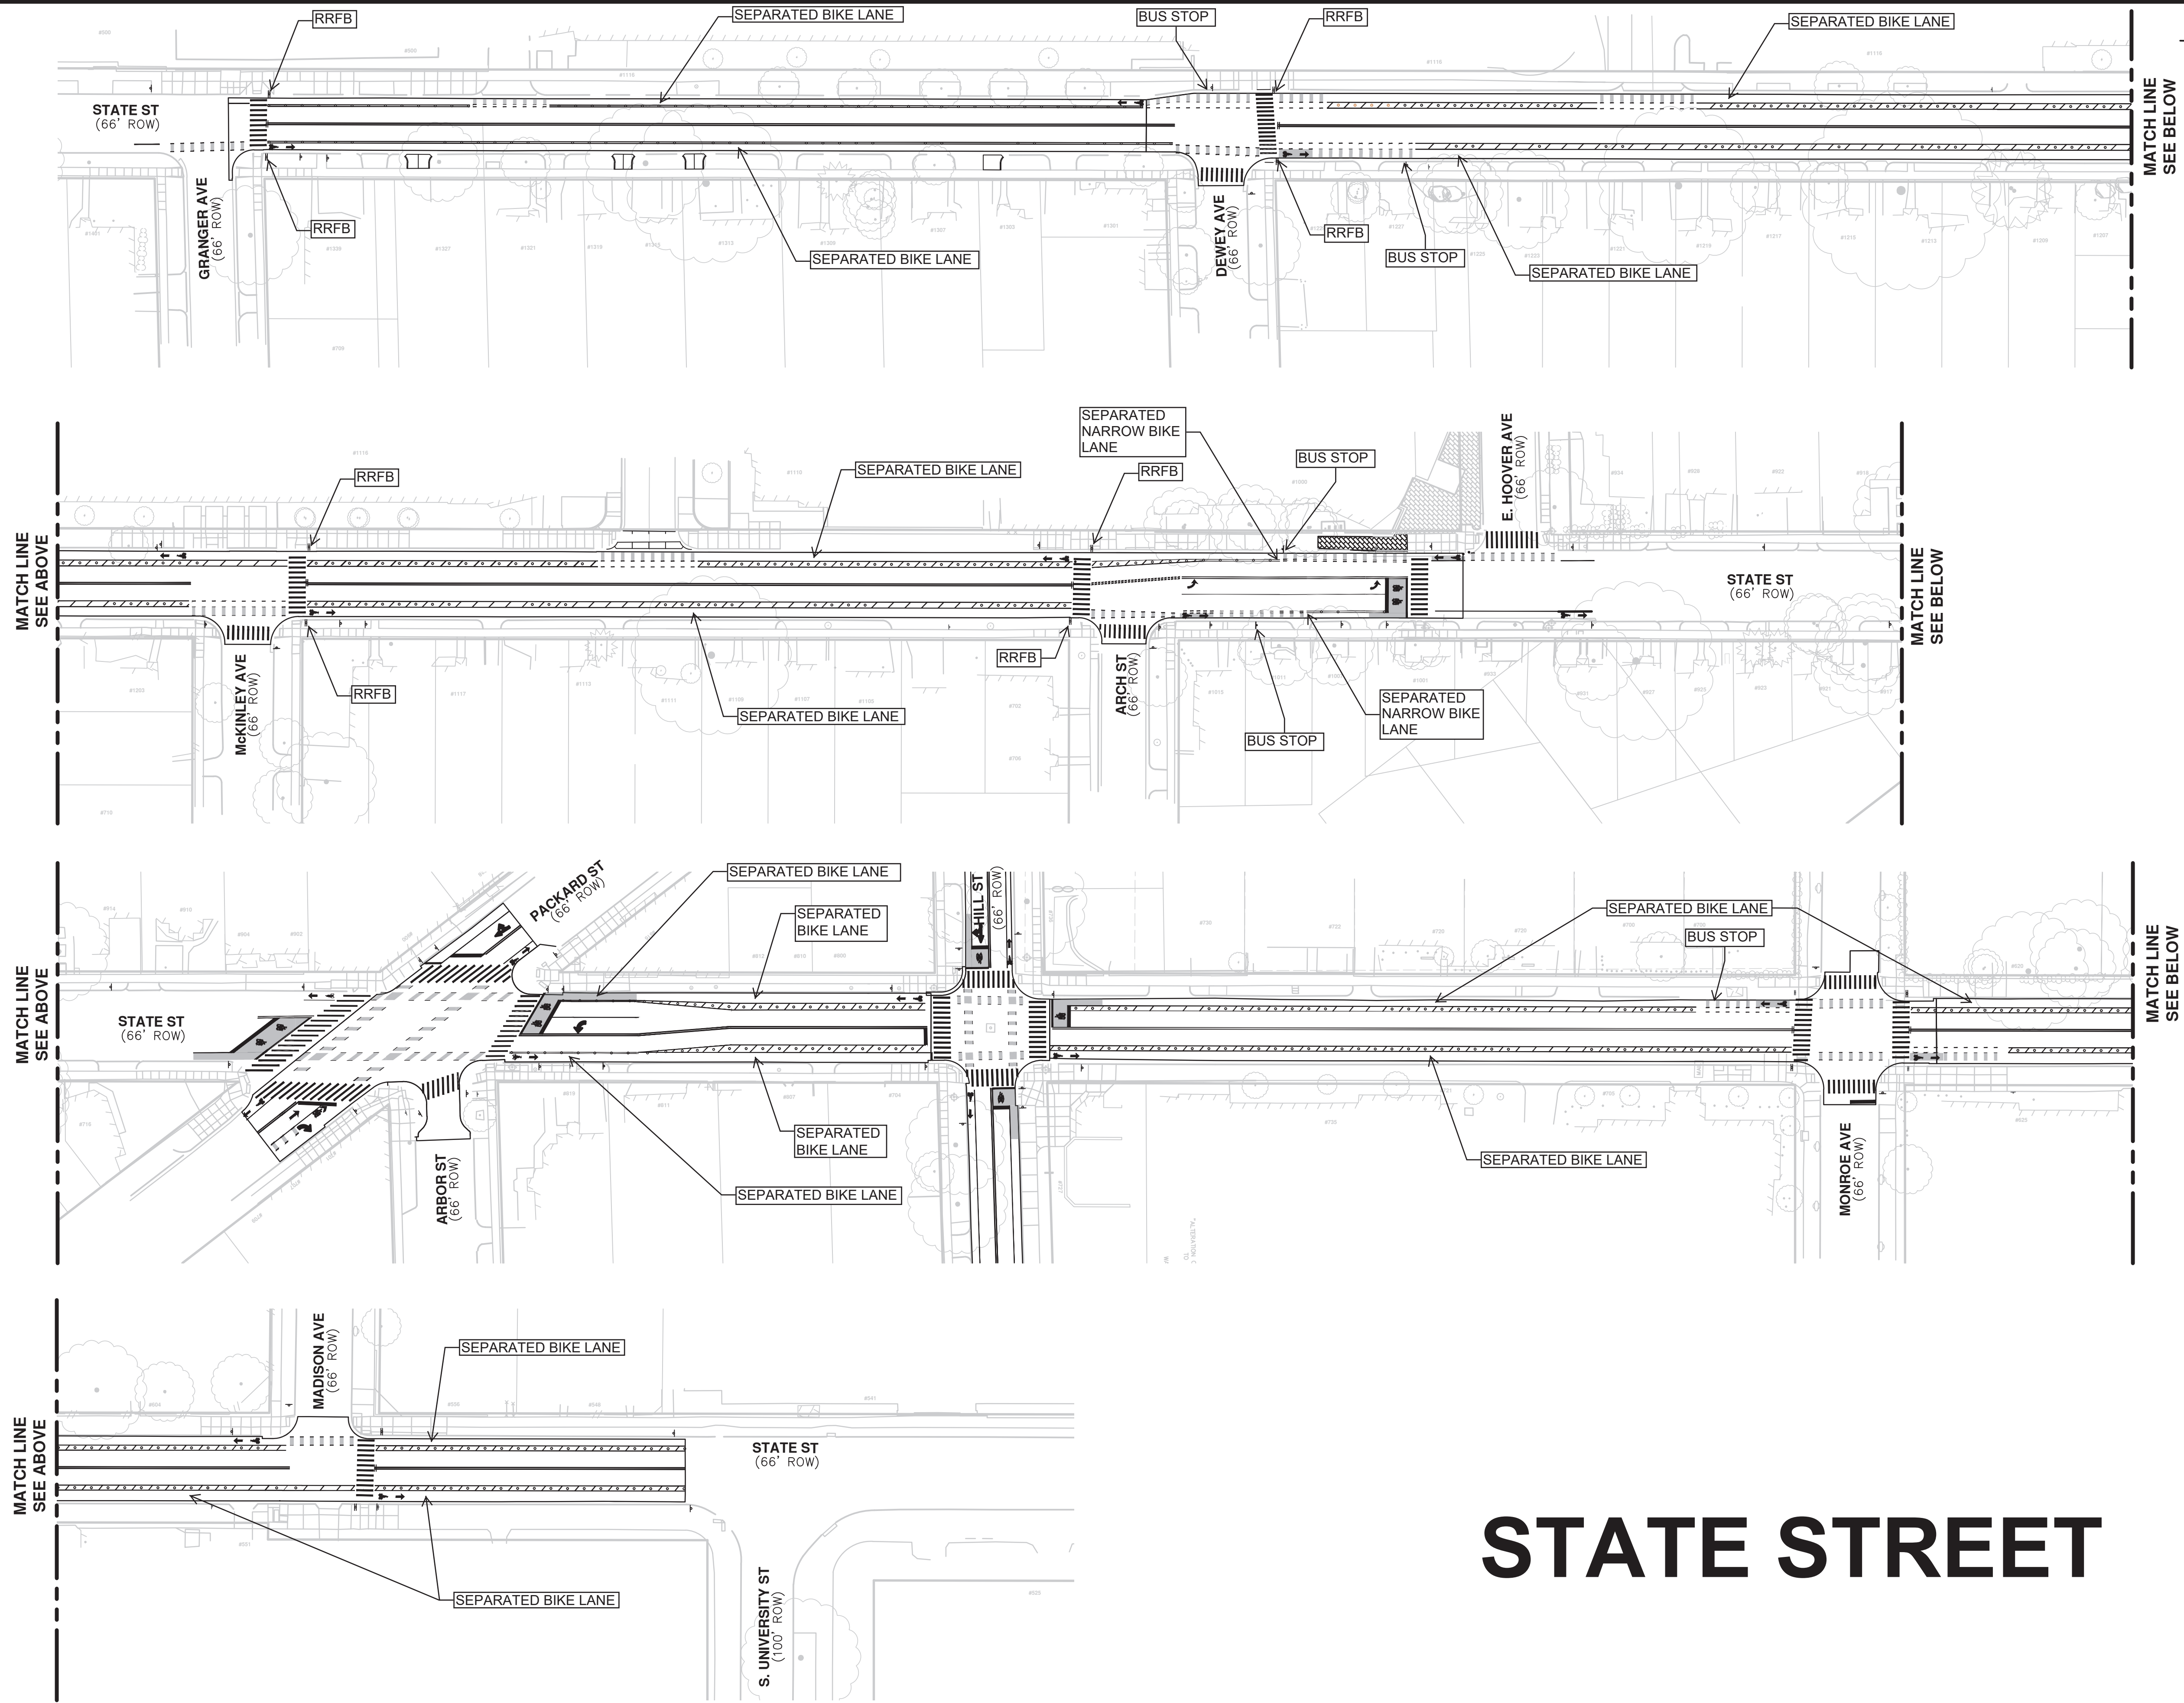 RRFB
SEPARATED BIKE LANE
BUS STOP
RRFB
SEPARATED BIKE LANE
STATE ST
(66' ROW)
GRANGER AVE
(66' ROW)
RRFB
SEPARATED BIKE LANE
DEWEY AVE
(66' ROW)
RRFB
BUS STOP
SEPARATED BIKE LANE
MATCH LINE
SEE BELOW
MATCH LINE
SEE ABOVE
RRFB
SEPARATED BIKE LANE
SEPARATED
NARROW BIKE
LANE
RRFB
BUS STOP
E. HOOVER AVE
(66' ROW)
STATE ST
(66' ROW)
McKINLEY AVE
(66' ROW)
RRFB
SEPARATED BIKE LANE
RRFB
ARCH ST
(66' ROW)
BUS STOP
SEPARATED
NARROW BIKE
LANE
MATCH LINE
SEE BELOW
MATCH LINE
SEE ABOVE
STATE ST
(66' ROW)
PACKARD ST
(66' ROW)
SEPARATED BIKE LANE
SEPARATED
BIKE LANE
HILL ST
(66' ROW)
SEPARATED BIKE LANE
BUS STOP
ARBOR ST
(66' ROW)
SEPARATED
BIKE LANE
SEPARATED BIKE LANE
SEPARATED BIKE LANE
MONROE AVE
(66' ROW)
MATCH LINE
SEE BELOW
MATCH LINE
SEE ABOVE
MADISON AVE
(66' ROW)
SEPARATED BIKE LANE
STATE ST
(66' ROW)
SEPARATED BIKE LANE
S. UNIVERSITY ST
(100' ROW)
STATE STREET